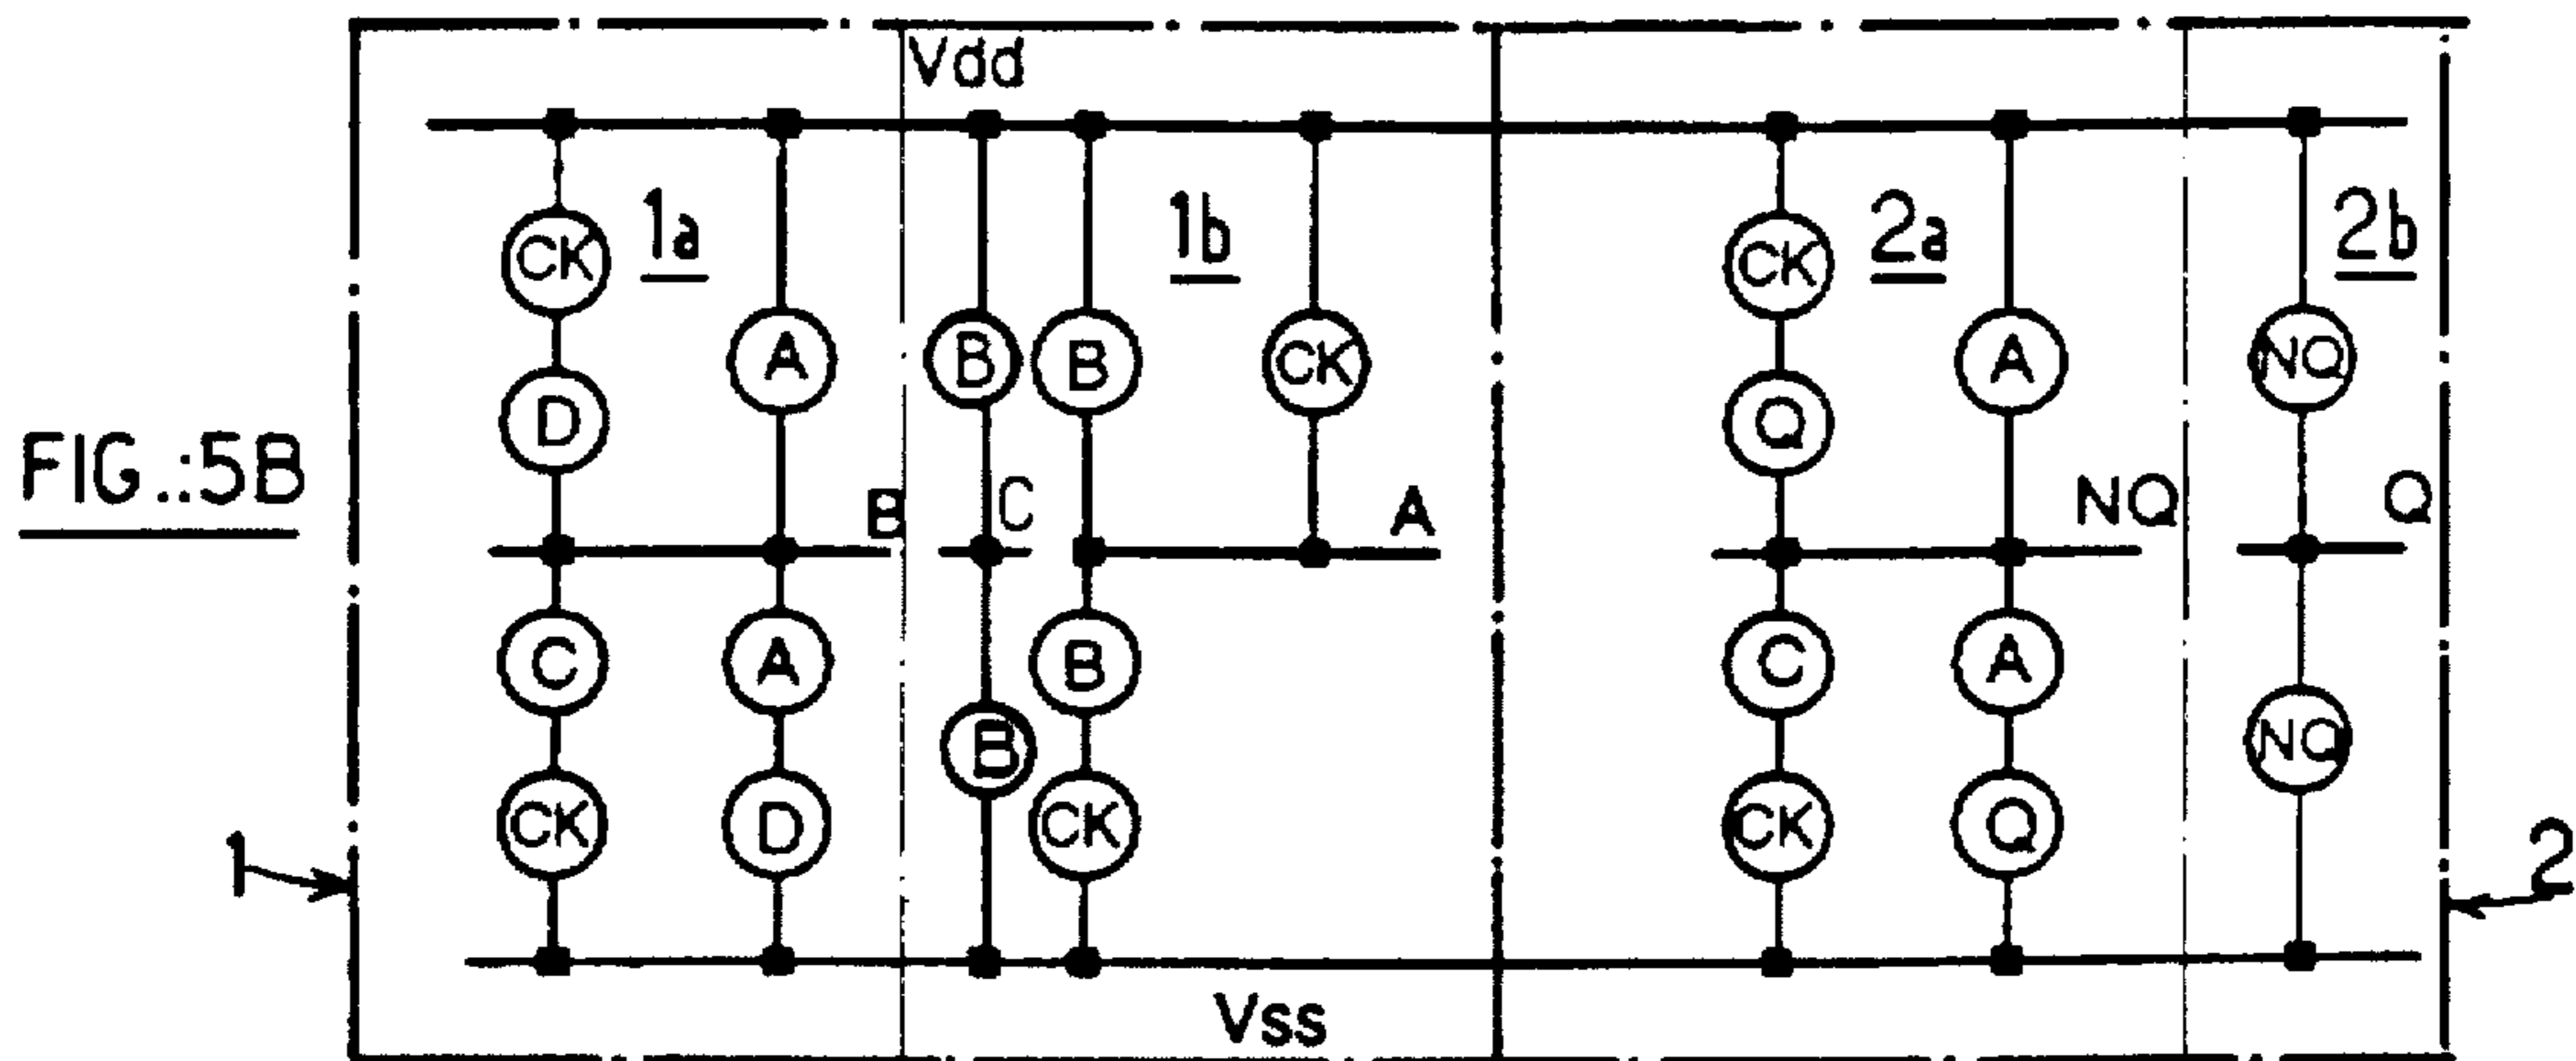 Vdd
CK 1a A B B 1b CK CK 2a A NQ 2b
D Q
FIG.:5B B C A NQ Q
C A B C A
B NQ
CK D CK CK Q
1 2
Vss